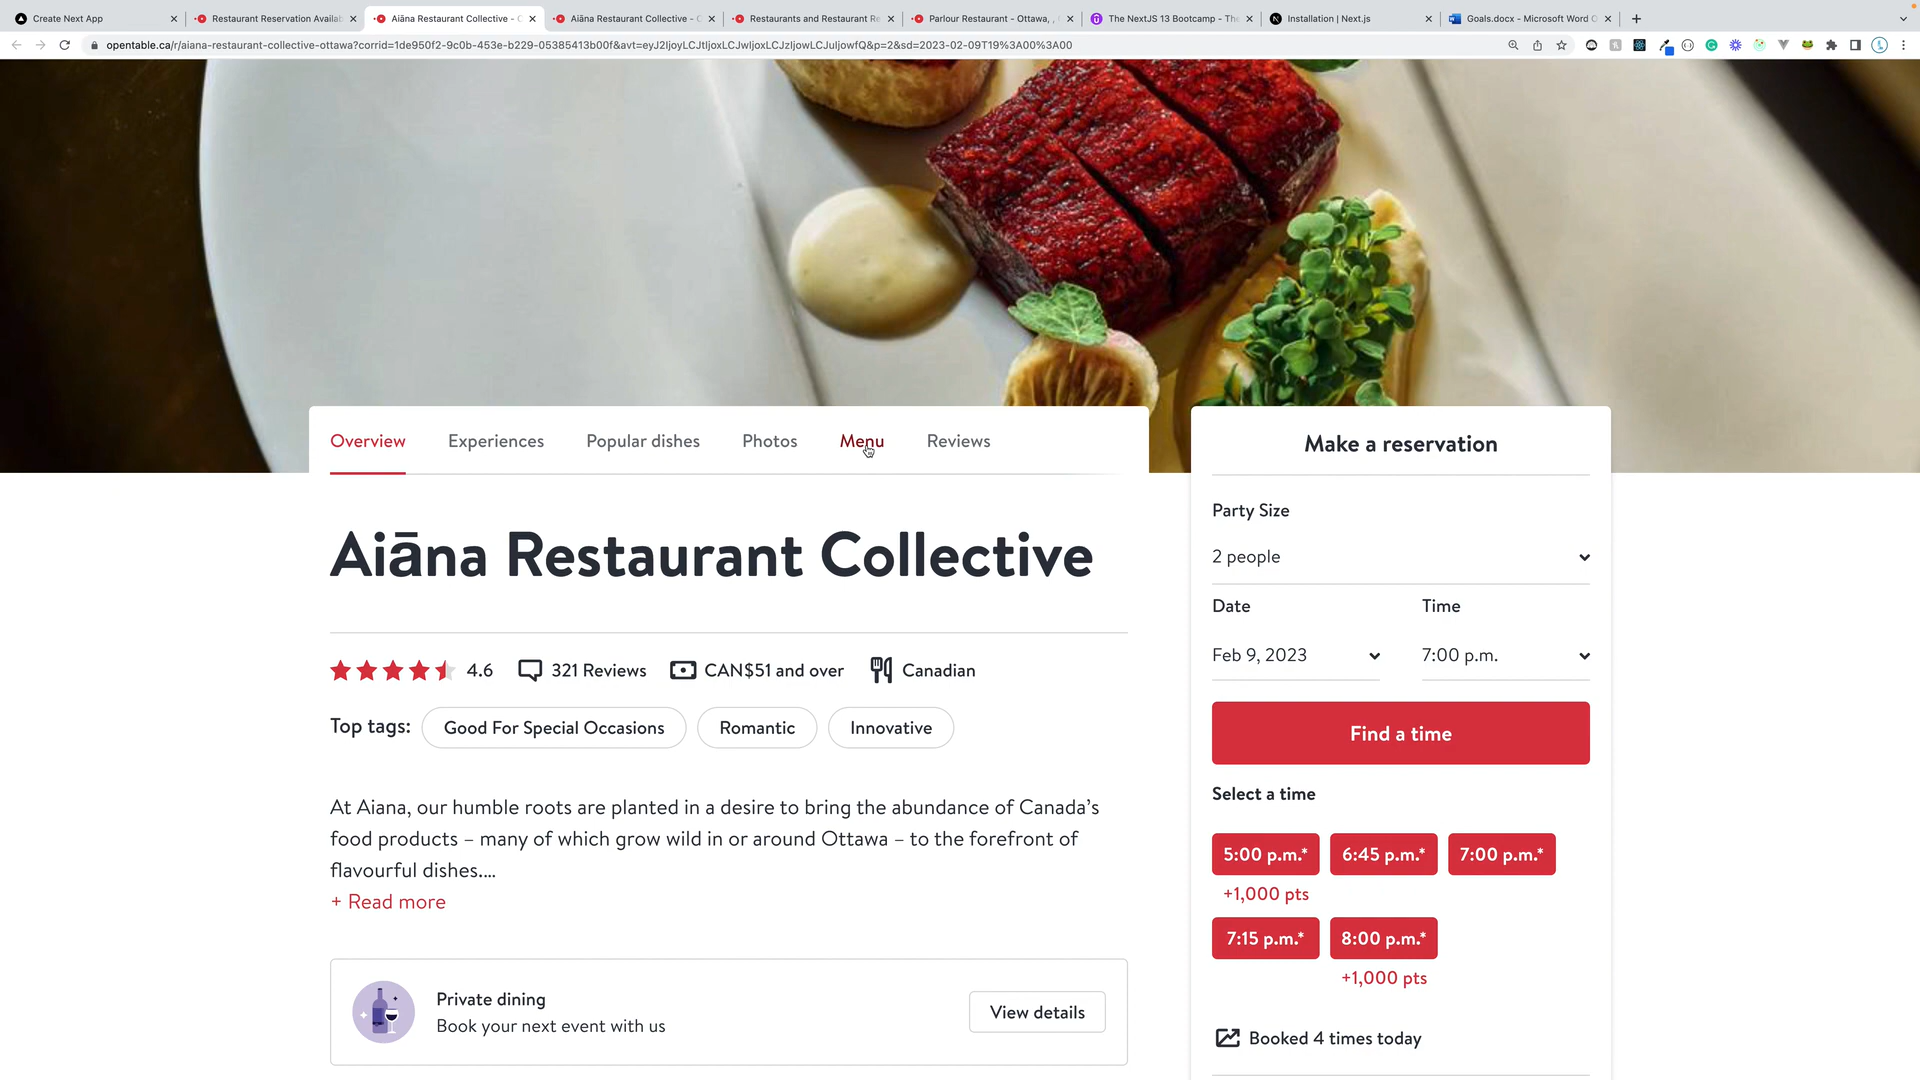 Create Next App
Restaurant Reservation Availab
Aiāna Restaurant Collective - C
Aiāna Restaurant Collective - C
Restaurants and Restaurant Re
Parlour Restaurant - Ottawa, ,
The NextJS 13 Bootcamp - The
Installation | Next.js
Goals.docx - Microsoft Word O
opentable.ca/r/aiana-restaurant-collective-ottawa?corrid=1de950f2-9c0b-453e-b229-05385413b00f&avt=eyJ2IjoyLCJtIjoxLCJwIjoxLCJzIjowLCJuIjowfQ&p=2&sd=2023-02-09T19%3A00%3A00
Overview
Experiences
Popular dishes
Photos
Menu
Reviews
Aiāna Restaurant Collective
4.6
321 Reviews
CAN$51 and over
Canadian
Top tags:
Good For Special Occasions
Romantic
Innovative
At Aiana, our humble roots are planted in a desire to bring the abundance of Canada's
food products – many of which grow wild in or around Ottawa – to the forefront of
flavourful dishes.…
+ Read more
Private dining
Book your next event with us
View details
Make a reservation
Party Size
2 people
Date
Time
Feb 9, 2023
7:00 p.m.
Find a time
Select a time
5:00 p.m.*
6:45 p.m.*
7:00 p.m.*
+1,000 pts
7:15 p.m.*
8:00 p.m.*
+1,000 pts
Booked 4 times today